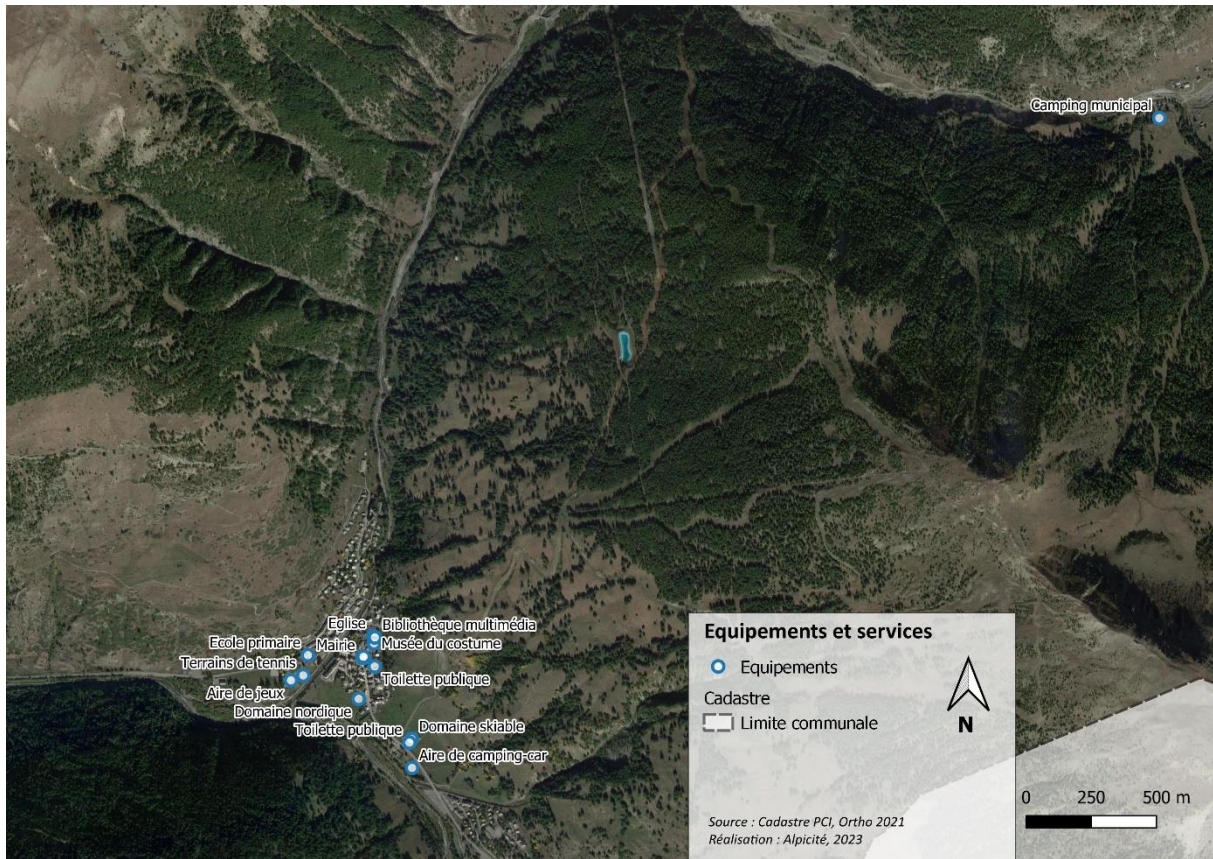 Camping municipal
Eglise
Bibliothèque multimédia
Ecole primaire
Mairie
Musée du costume
Terrains de tennis
Toilette publique
Aire de jeux
Domaine nordique
Toilette publique
Domaine skiable
Aire de camping-car
Equipements et services
Equipements
Cadastre
Limite communale
N
Source : Cadastre PCI, Ortho 2021
Réalisation : Alpicité, 2023
0 250 500 m